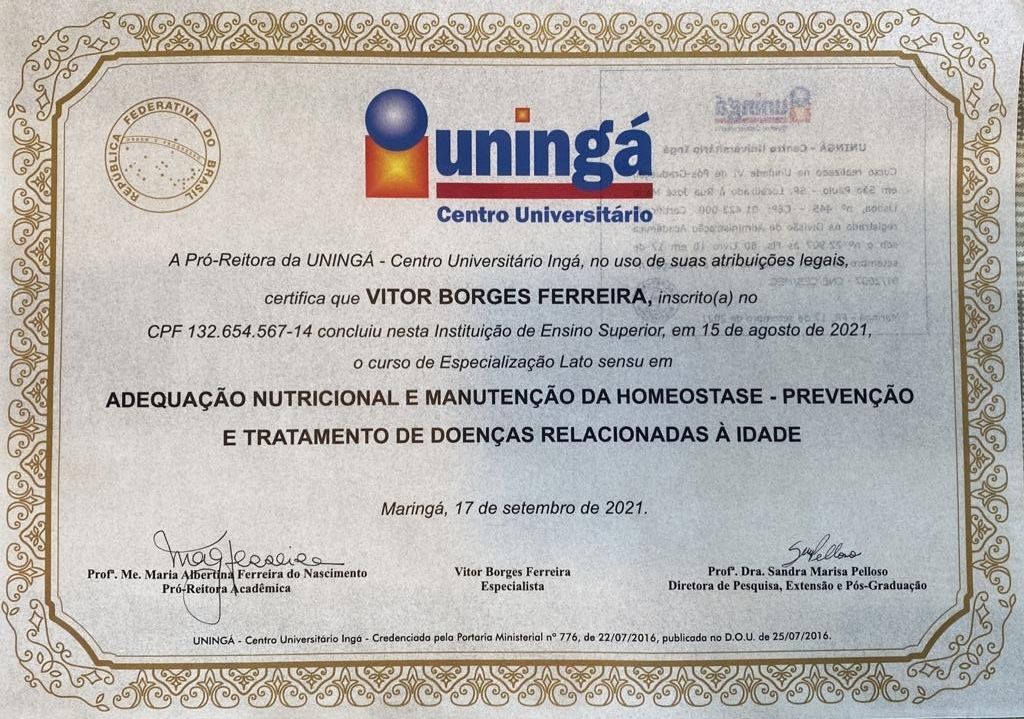 REPÚBLICA FEDERATIVA DO BRASIL
uningá
Centro Universitário
A Pró-Reitora da UNINGÁ - Centro Universitário Ingá, no uso de suas atribuições legais,
certifica que VITOR BORGES FERREIRA, inscrito(a) no
CPF 132.654.567-14 concluiu nesta Instituição de Ensino Superior, em 15 de agosto de 2021,
o curso de Especialização Lato sensu em
ADEQUAÇÃO NUTRICIONAL E MANUTENÇÃO DA HOMEOSTASE - PREVENÇÃO
E TRATAMENTO DE DOENÇAS RELACIONADAS À IDADE
Maringá, 17 de setembro de 2021.
Profª. Me. Maria Albertina Ferreira do Nascimento
Pró-Reitora Acadêmica
Vitor Borges Ferreira
Especialista
Profª. Dra. Sandra Marisa Pelloso
Diretora de Pesquisa, Extensão e Pós-Graduação
UNINGÁ - Centro Universitário Ingá - Credenciada pela Portaria Ministerial nº 776, de 22/07/2016, publicada no D.O.U. de 25/07/2016.